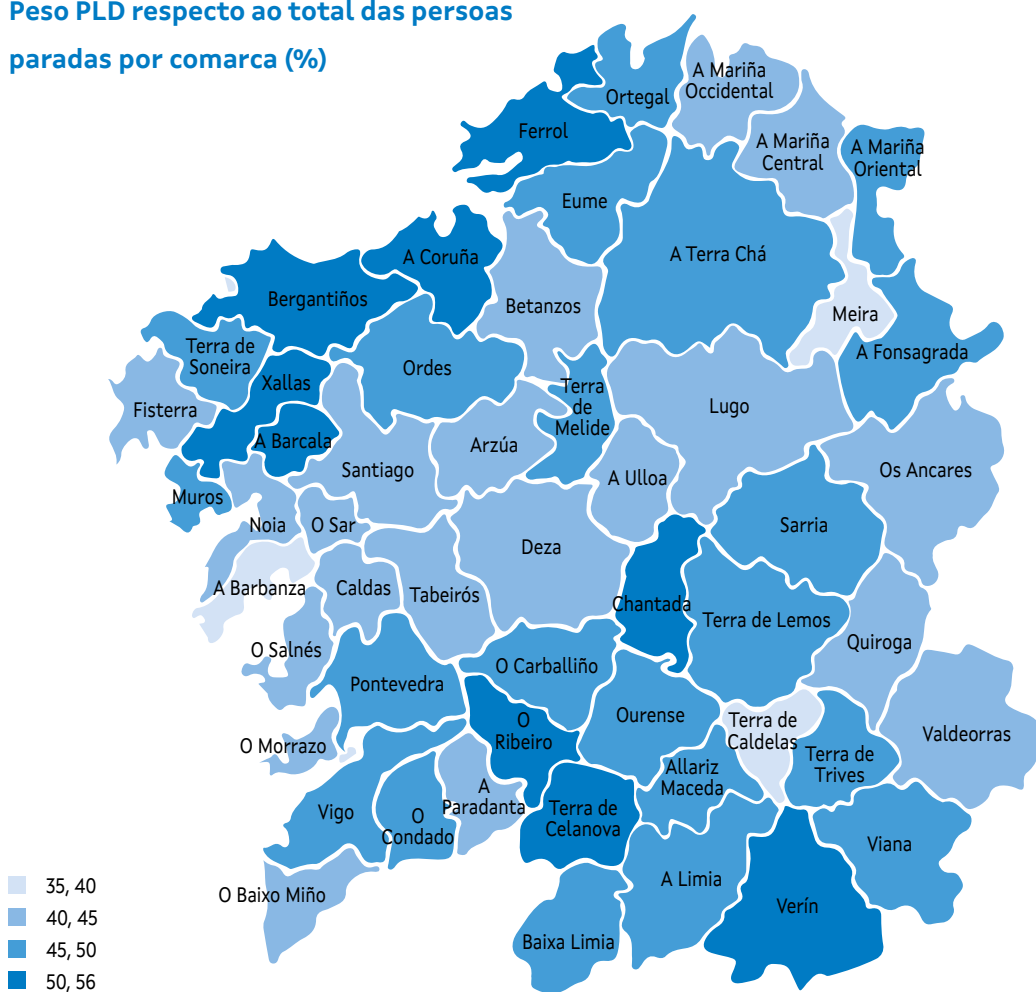 Peso PLD respecto ao total das persoas
paradas por comarca (%)
A Mariña
Occidental
Ortegal
Ferrol
A Mariña
Central
A Mariña
Oriental
Eume
A Coruña
A Terra Chá
Bergantiños
Betanzos
Meira
Terra de
Soneira
A Fonsagrada
Ordes
Xallas
Terra
de
Melide
Fisterra
Lugo
A Barcala
Arzúa
Santiago
A Ulloa
Os Ancares
Muros
Noia
O Sar
Sarria
Deza
A Barbanza
Caldas
Tabeirós
Chantada
Terra de Lemos
Quiroga
O Salnés
O Carballiño
Pontevedra
Ourense
O
Ribeiro
Terra de
Caldelas
Valdeorras
O Morrazo
Terra de
Trives
Allariz
Maceda
A
Paradanta
Vigo
O
Condado
Terra de
Celanova
Viana
A Limia
O Baixo Miño
Verín
Baixa Limia
35, 40
40, 45
45, 50
50, 56